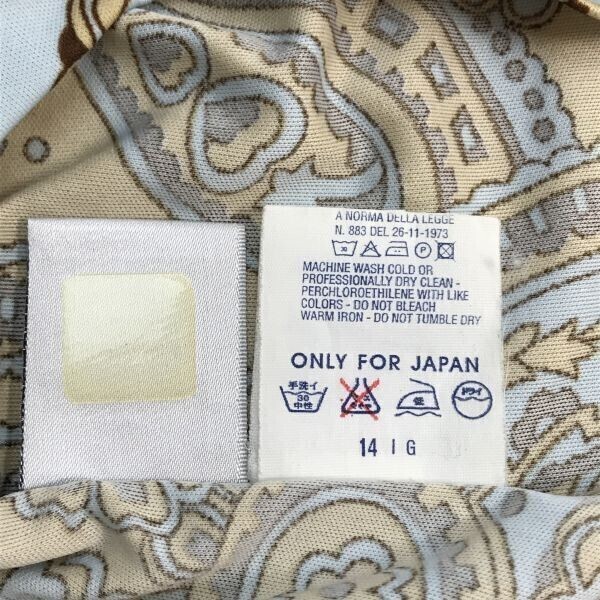 A NORMA DELLA LEGGE
N. 883 DEL 26-11-1973
30 P
MACHINE WASH COLD OR
PROFESSIONALLY DRY CLEAN -
PERCHLOROETHILENE WITH LIKE
COLORS - DO NOT BLEACH
WARM IRON - DO NOT TUMBLE DRY
ONLY FOR JAPAN
手洗イ
30
中性
低
ドライ
14 I G